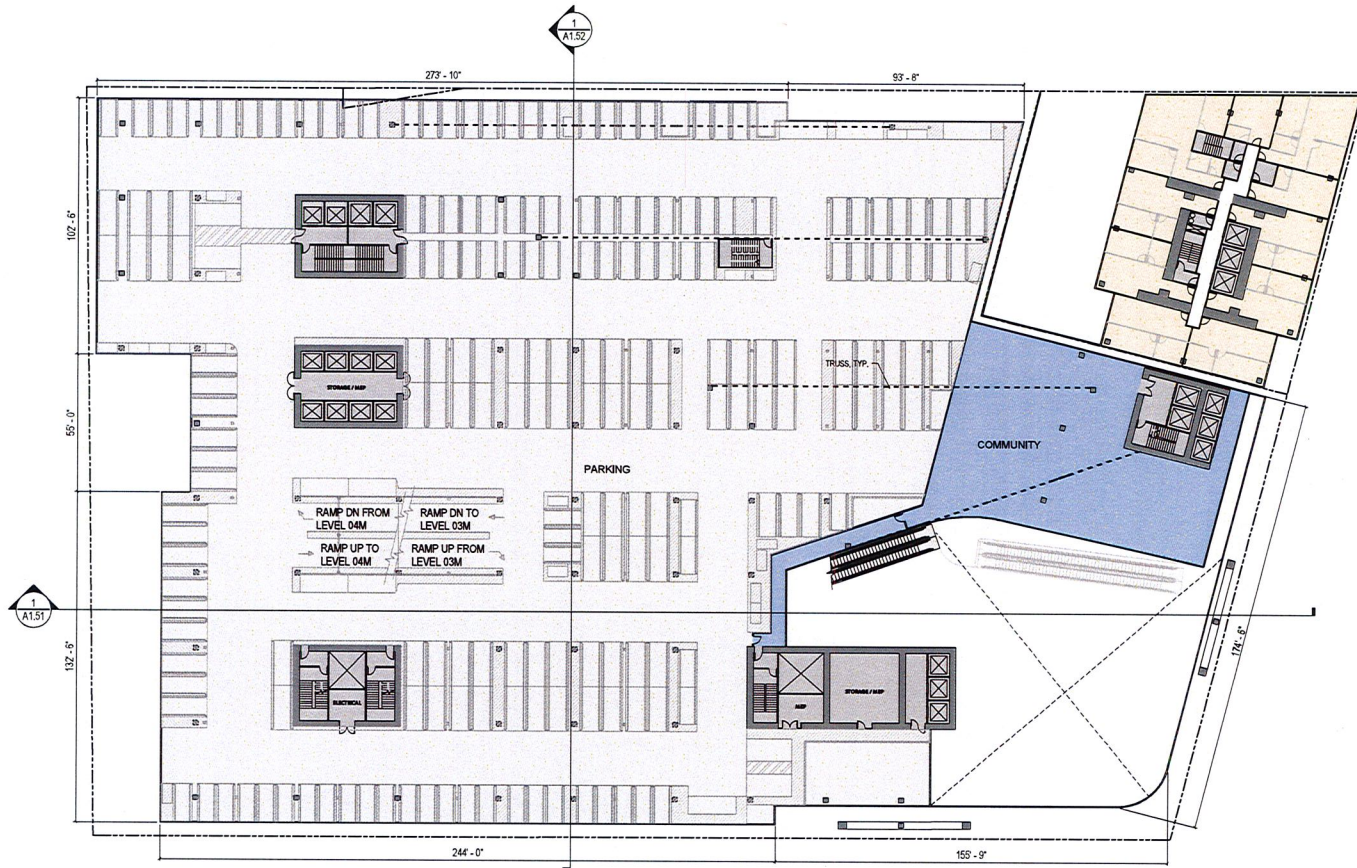 1
A1.52
273' - 10"
93' - 8"
102' - 6"
TRUSS, TYP.
STORAGE / MEP
COMMUNITY
55' - 0"
PARKING
RAMP DN FROM
LEVEL 04M
RAMP DN TO
LEVEL 03M
RAMP UP TO
LEVEL 04M
RAMP UP FROM
LEVEL 03M
1
A1.51
132' - 6"
174' - 6"
ELECTRICAL
MEP
STORAGE / MEP
244' - 0"
155' - 9"